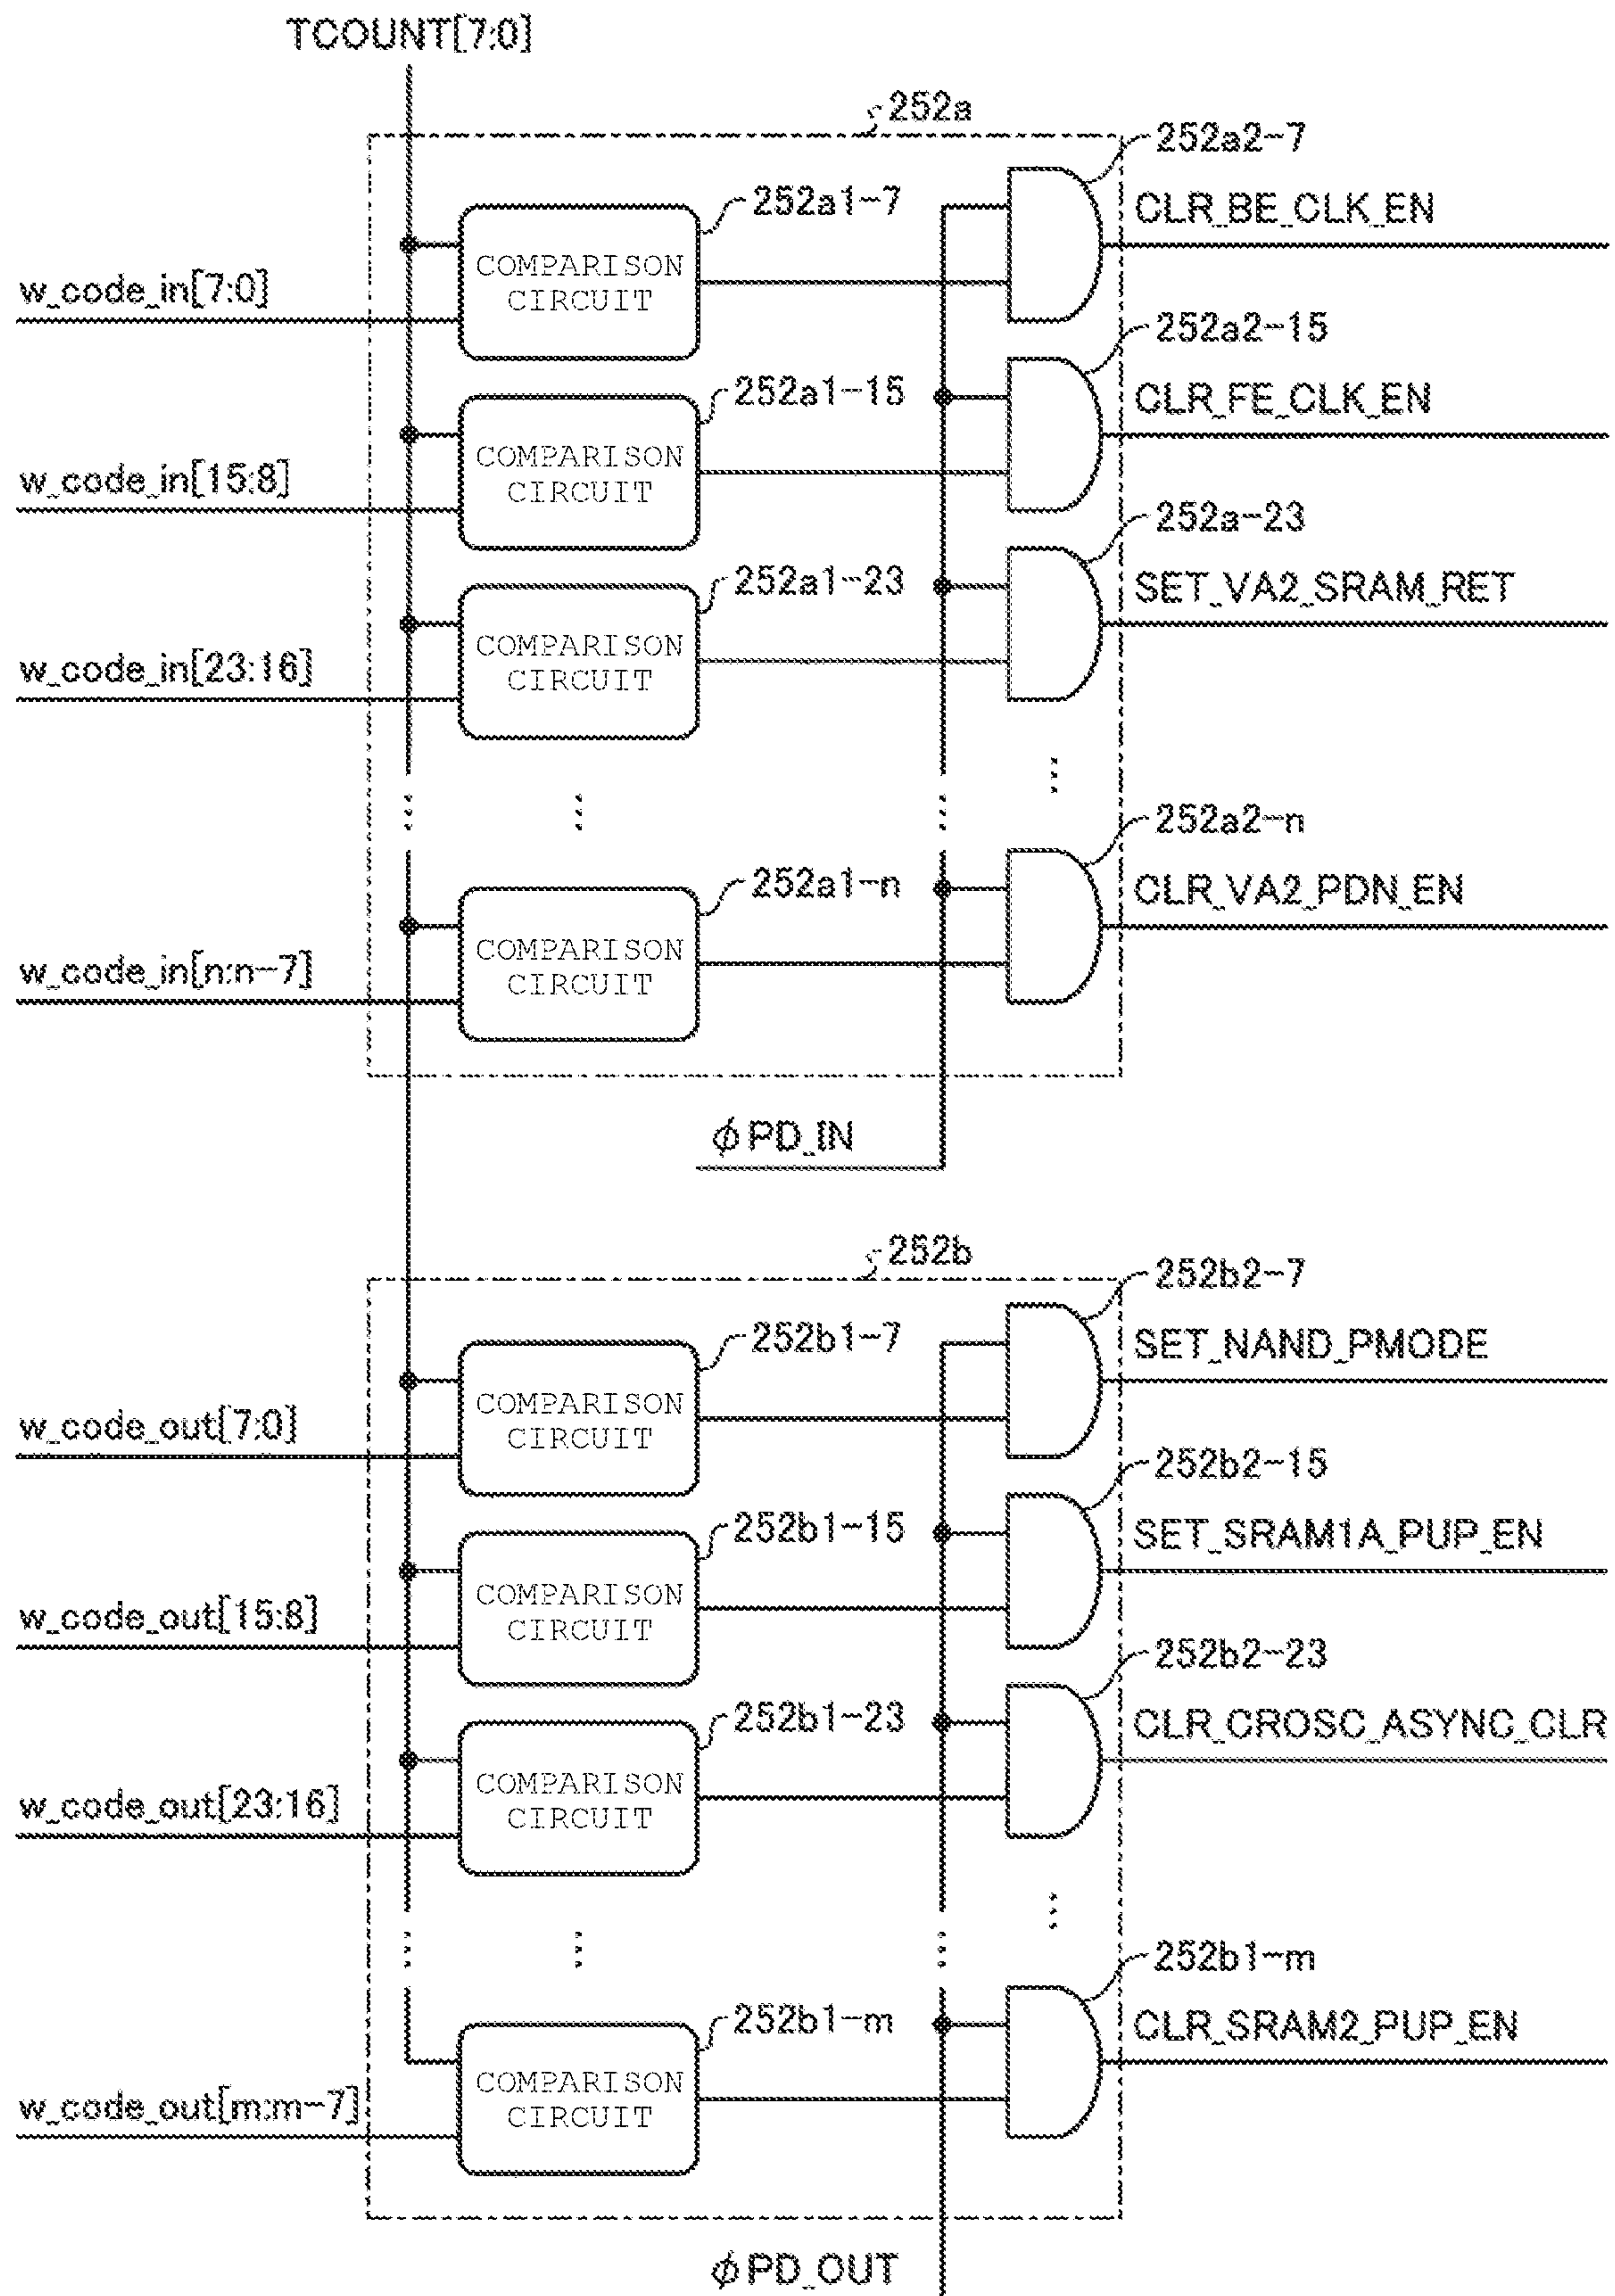 TCOUNT[7:0]
252a
252a2-7
252a1-7
CLR_BE_CLK_EN
COMPARISON
CIRCUIT
w_code_in[7:0]
252a2-15
252a1-15
CLR_FE_CLK_EN
COMPARISON
CIRCUIT
w_code_in[15:8]
252a-23
252a1-23
SET_VA2_SRAM_RET
COMPARISON
CIRCUIT
w_code_in[23:16]
252a2-n
252a1-n
CLR_VA2_PDN_EN
COMPARISON
CIRCUIT
w_code_in[n:n-7]
ϕPD_IN
252b
252b2-7
252b1-7
SET_NAND_PMODE
COMPARISON
CIRCUIT
w_code_out[7:0]
252b2-15
252b1-15
SET_SRAM1A_PUP_EN
COMPARISON
CIRCUIT
w_code_out[15:8]
252b2-23
252b1-23
CLR_CROSC_ASYNC_CLR
COMPARISON
CIRCUIT
w_code_out[23:16]
252b1-m
252b1-m
CLR_SRAM2_PUP_EN
COMPARISON
CIRCUIT
w_code_out[m:m-7]
ϕPD_OUT